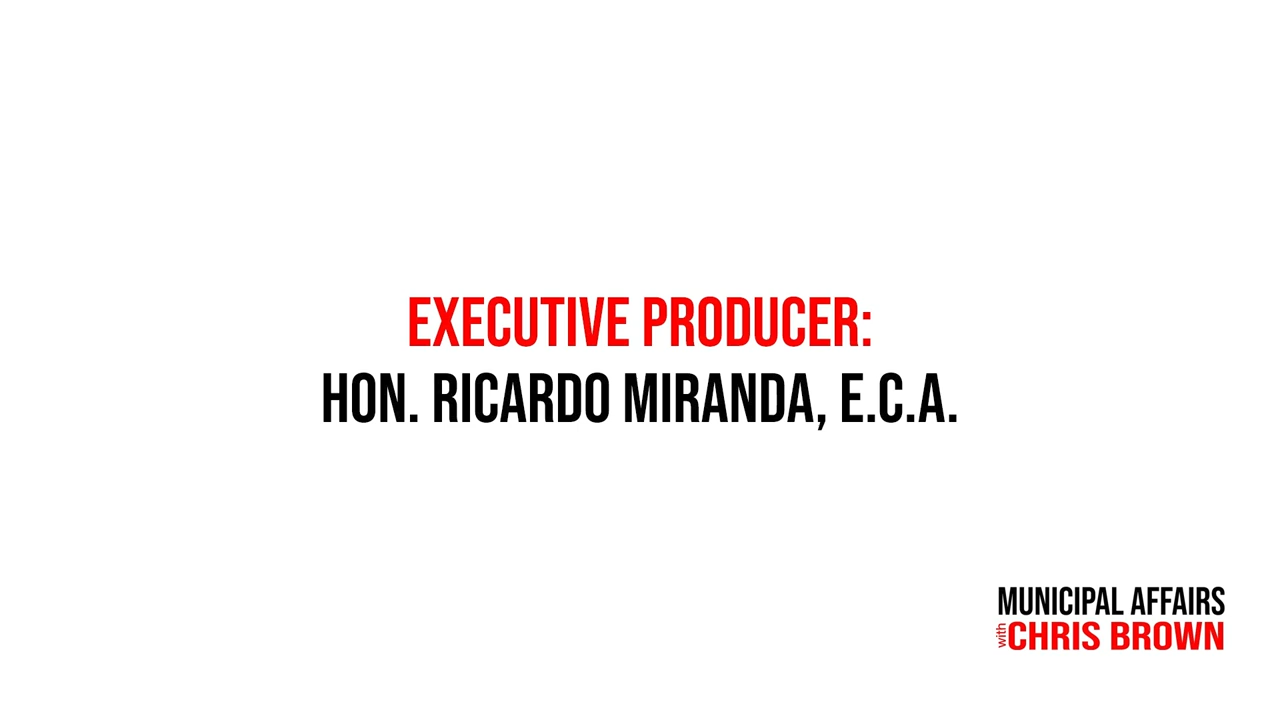 EXECUTIVE PRODUCER:
HON. RICARDO MIRANDA, E.C.A.
MUNICIPAL AFFAIRS
with CHRIS BROWN